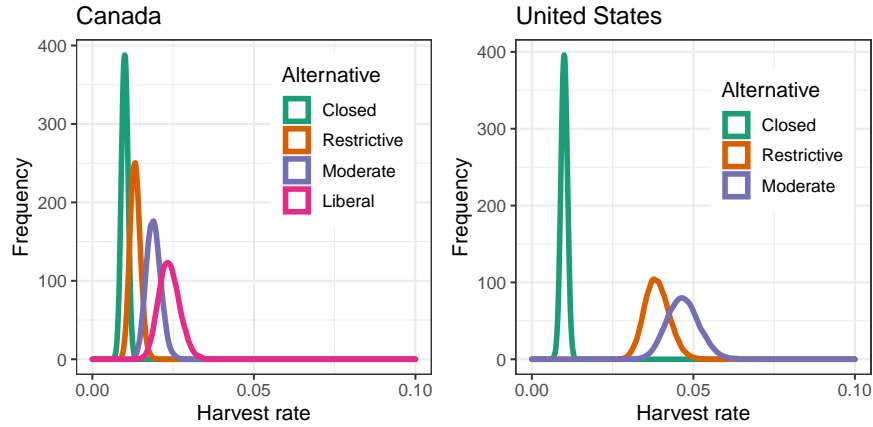 Canada
400
300
200
100
0
Frequency
0.00
0.05
0.10
Harvest rate
Alternative
Closed
Restrictive
Moderate
Liberal
United States
400
300
200
100
0
Frequency
0.00
0.05
0.10
Harvest rate
Alternative
Closed
Restrictive
Moderate